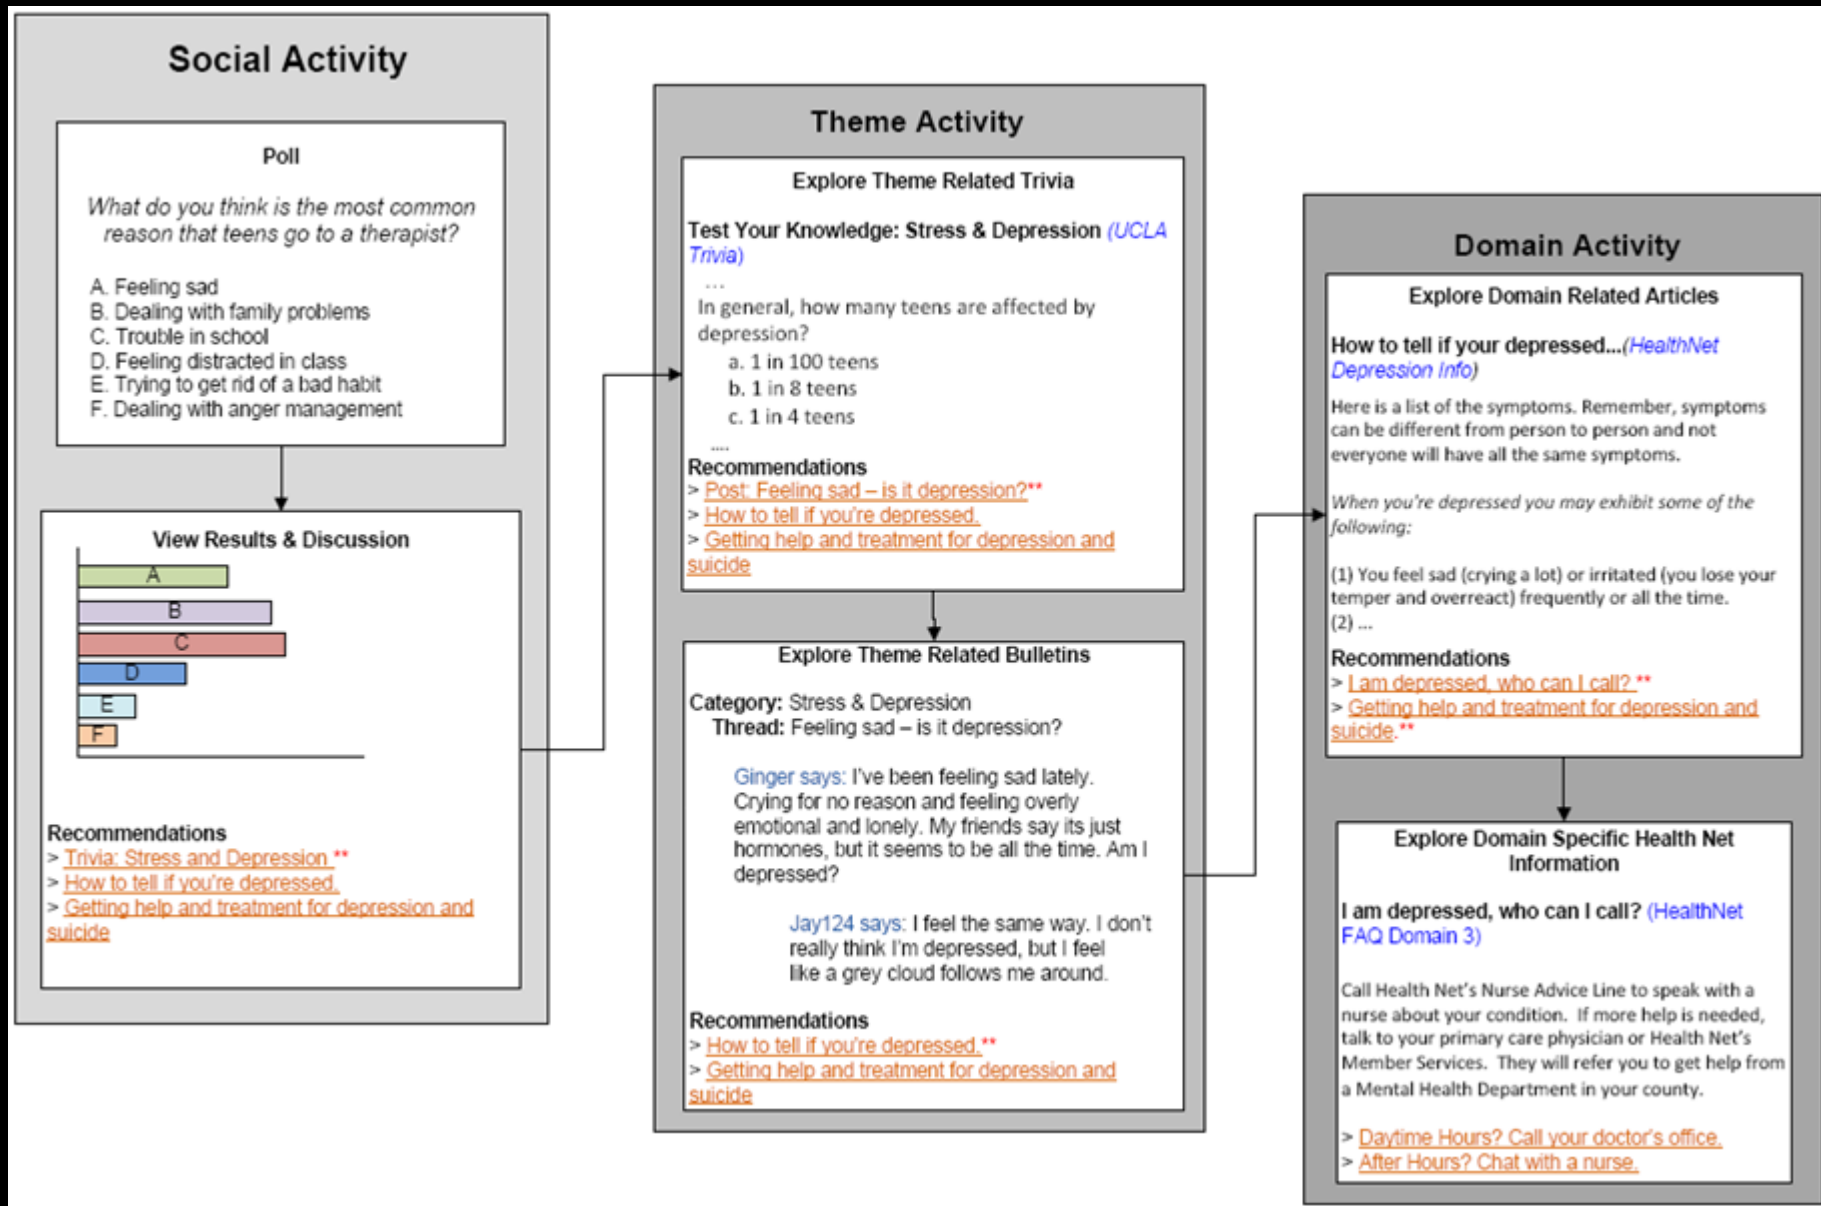 Social Activity
Poll
What do you think is the most common
reason that teens go to a therapist?
A. Feeling sad
B. Dealing with family problems
C. Trouble in school
D. Feeling distracted in class
E. Trying to get rid of a bad habit
F. Dealing with anger management
View Results & Discussion
A
B
C
D
E
F
Recommendations
> Trivia: Stress and Depression **
> How to tell if you're depressed.
> Getting help and treatment for depression and
suicide
Theme Activity
Explore Theme Related Trivia
Test Your Knowledge: Stress & Depression (UCLA
Trivia)
...
In general, how many teens are affected by
depression?
a. 1 in 100 teens
b. 1 in 8 teens
c. 1 in 4 teens
....
Recommendations
> Post: Feeling sad – is it depression?**
> How to tell if you're depressed.
> Getting help and treatment for depression and
suicide
Explore Theme Related Bulletins
Category: Stress & Depression
Thread: Feeling sad – is it depression?
Ginger says: I've been feeling sad lately.
Crying for no reason and feeling overly
emotional and lonely. My friends say its just
hormones, but it seems to be all the time. Am I
depressed?
Jay124 says: I feel the same way. I don't
really think I'm depressed, but I feel
like a grey cloud follows me around.
Recommendations
> How to tell if you're depressed.**
> Getting help and treatment for depression and
suicide
Domain Activity
Explore Domain Related Articles
How to tell if your depressed...(HealthNet
Depression Info)
Here is a list of the symptoms. Remember, symptoms
can be different from person to person and not
everyone will have all the same symptoms.
When you're depressed you may exhibit some of the
following:
(1) You feel sad (crying a lot) or irritated (you lose your
temper and overreact) frequently or all the time.
(2) ...
Recommendations
> I am depressed, who can I call? **
> Getting help and treatment for depression and
suicide.**
Explore Domain Specific Health Net
Information
I am depressed, who can I call? (HealthNet
FAQ Domain 3)
Call Health Net's Nurse Advice Line to speak with a
nurse about your condition. If more help is needed,
talk to your primary care physician or Health Net's
Member Services. They will refer you to get help from
a Mental Health Department in your county.
> Daytime Hours? Call your doctor's office.
> After Hours? Chat with a nurse.